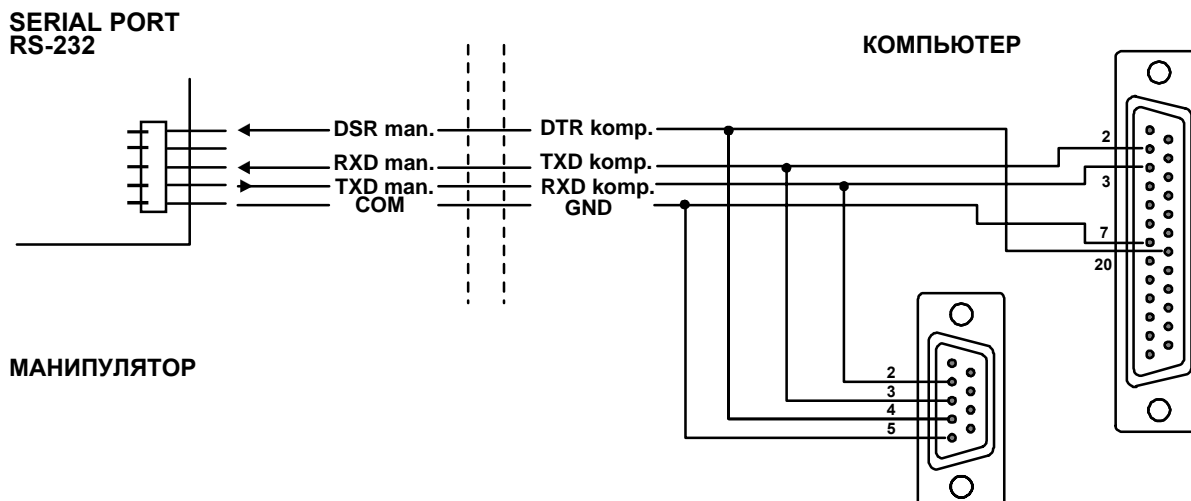 SERIAL PORT
RS-232
КОМПЬЮТЕР
DSR man. DTR komp.
RXD man. TXD komp.
TXD man. RXD komp.
COM GND
2
3
7
20
МАНИПУЛЯТОР
2
3
4
5